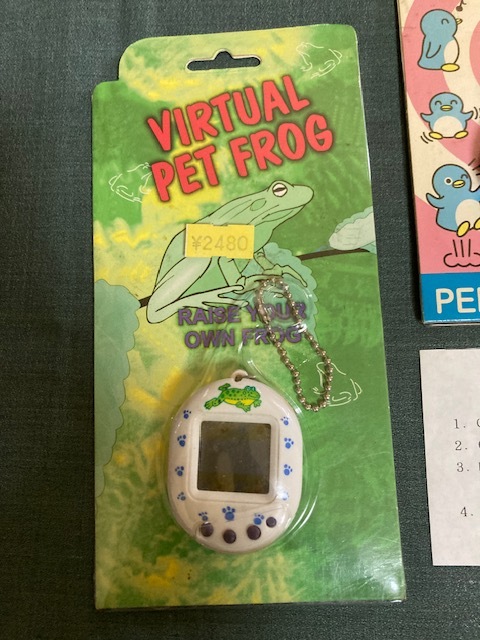 VIRTUAL
PET FROG
¥2480
RAISE YOUR
OWN FROG
PE
1.
2.
3.
4.